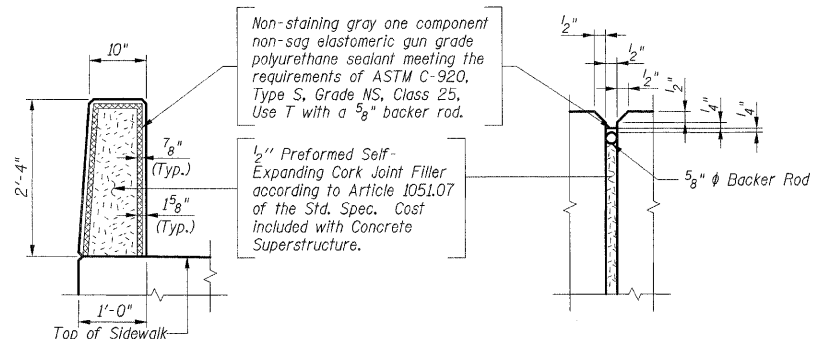 10"
2'-4"
7/8"
(Typ.)
1 5/8"
(Typ.)
1'-0"
Top of Sidewalk
Non-staining gray one component
non-sag elastomeric gun grade
polyurethane sealant meeting the
requirements of ASTM C-920,
Type S, Grade NS, Class 25,
Use T with a 5/8" backer rod.
1/2" Preformed Self-
Expanding Cork Joint Filler
according to Article 1051.07
of the Std. Spec. Cost
included with Concrete
Superstructure.
1/2"
1/2"
1/2"
1/2"
1/4"
1/4"
5/8" ϕ Backer Rod